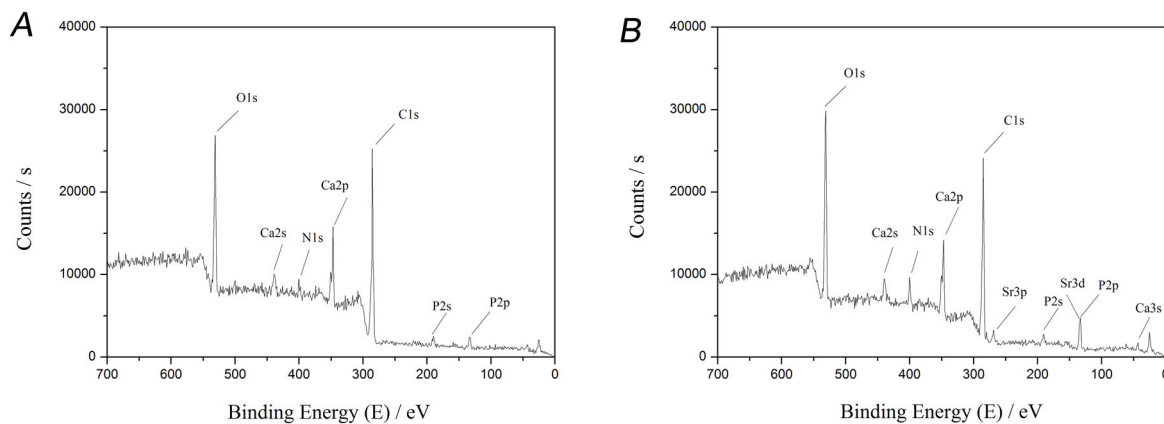 A
40000
30000
20000
10000
0
Counts / s
O1s
C1s
Ca2p
Ca2s
N1s
P2s
P2p
700 600 500 400 300 200 100 0
Binding Energy (E) / eV
B
40000
30000
20000
10000
0
Counts / s
O1s
C1s
Ca2p
Ca2s
N1s
Sr3p
P2s
Sr3d
P2p
Ca3s
700 600 500 400 300 200 100 0
Binding Energy (E) / eV